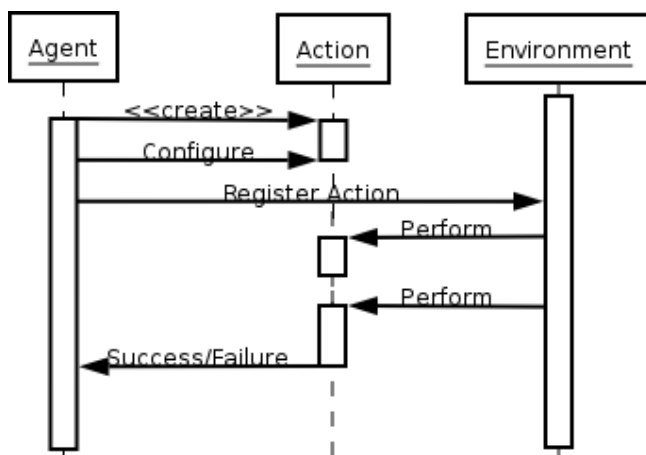 Agent
Action
Environment
<<create>>
Configure
Register Action
Perform
Perform
Success/Failure